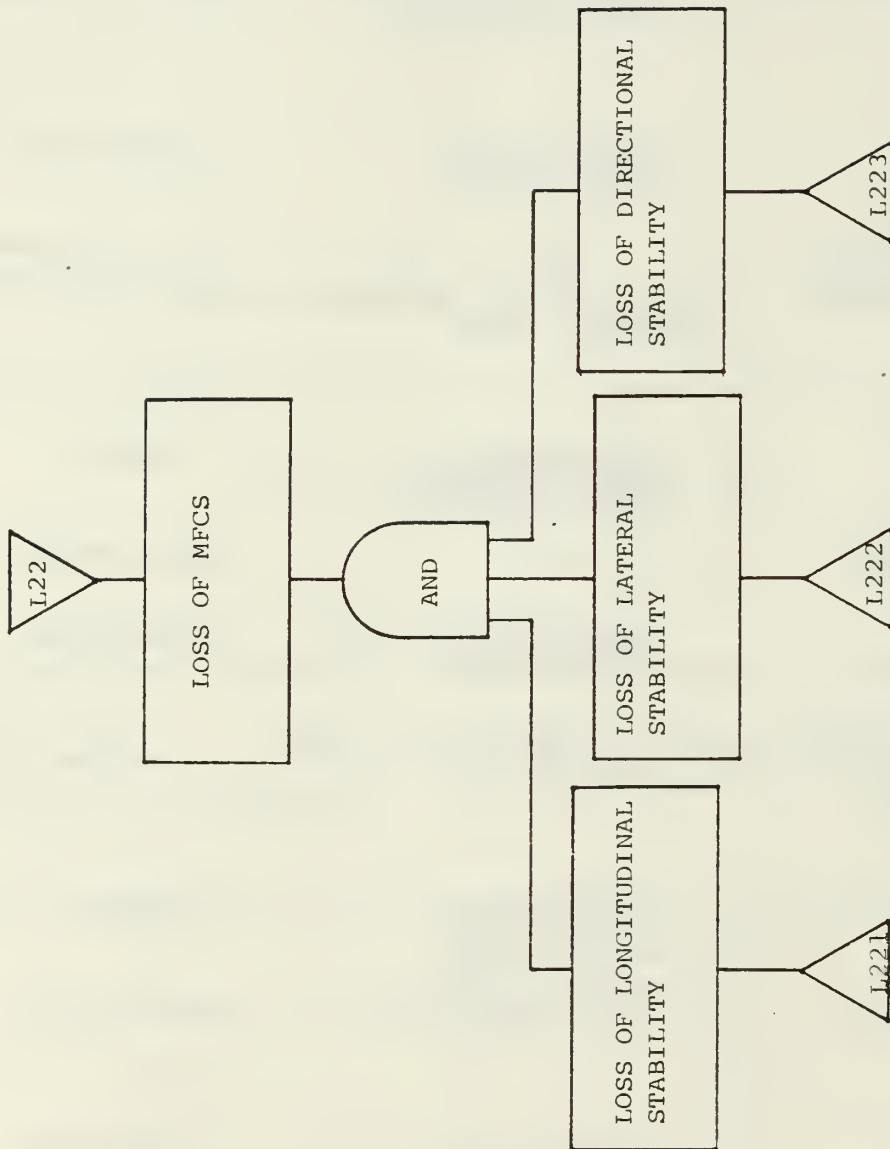 L22
LOSS OF MFCS
AND
LOSS OF LONGITUDINAL
STABILITY
LOSS OF LATERAL
STABILITY
LOSS OF DIRECTIONAL
STABILITY
L221
L222
L223